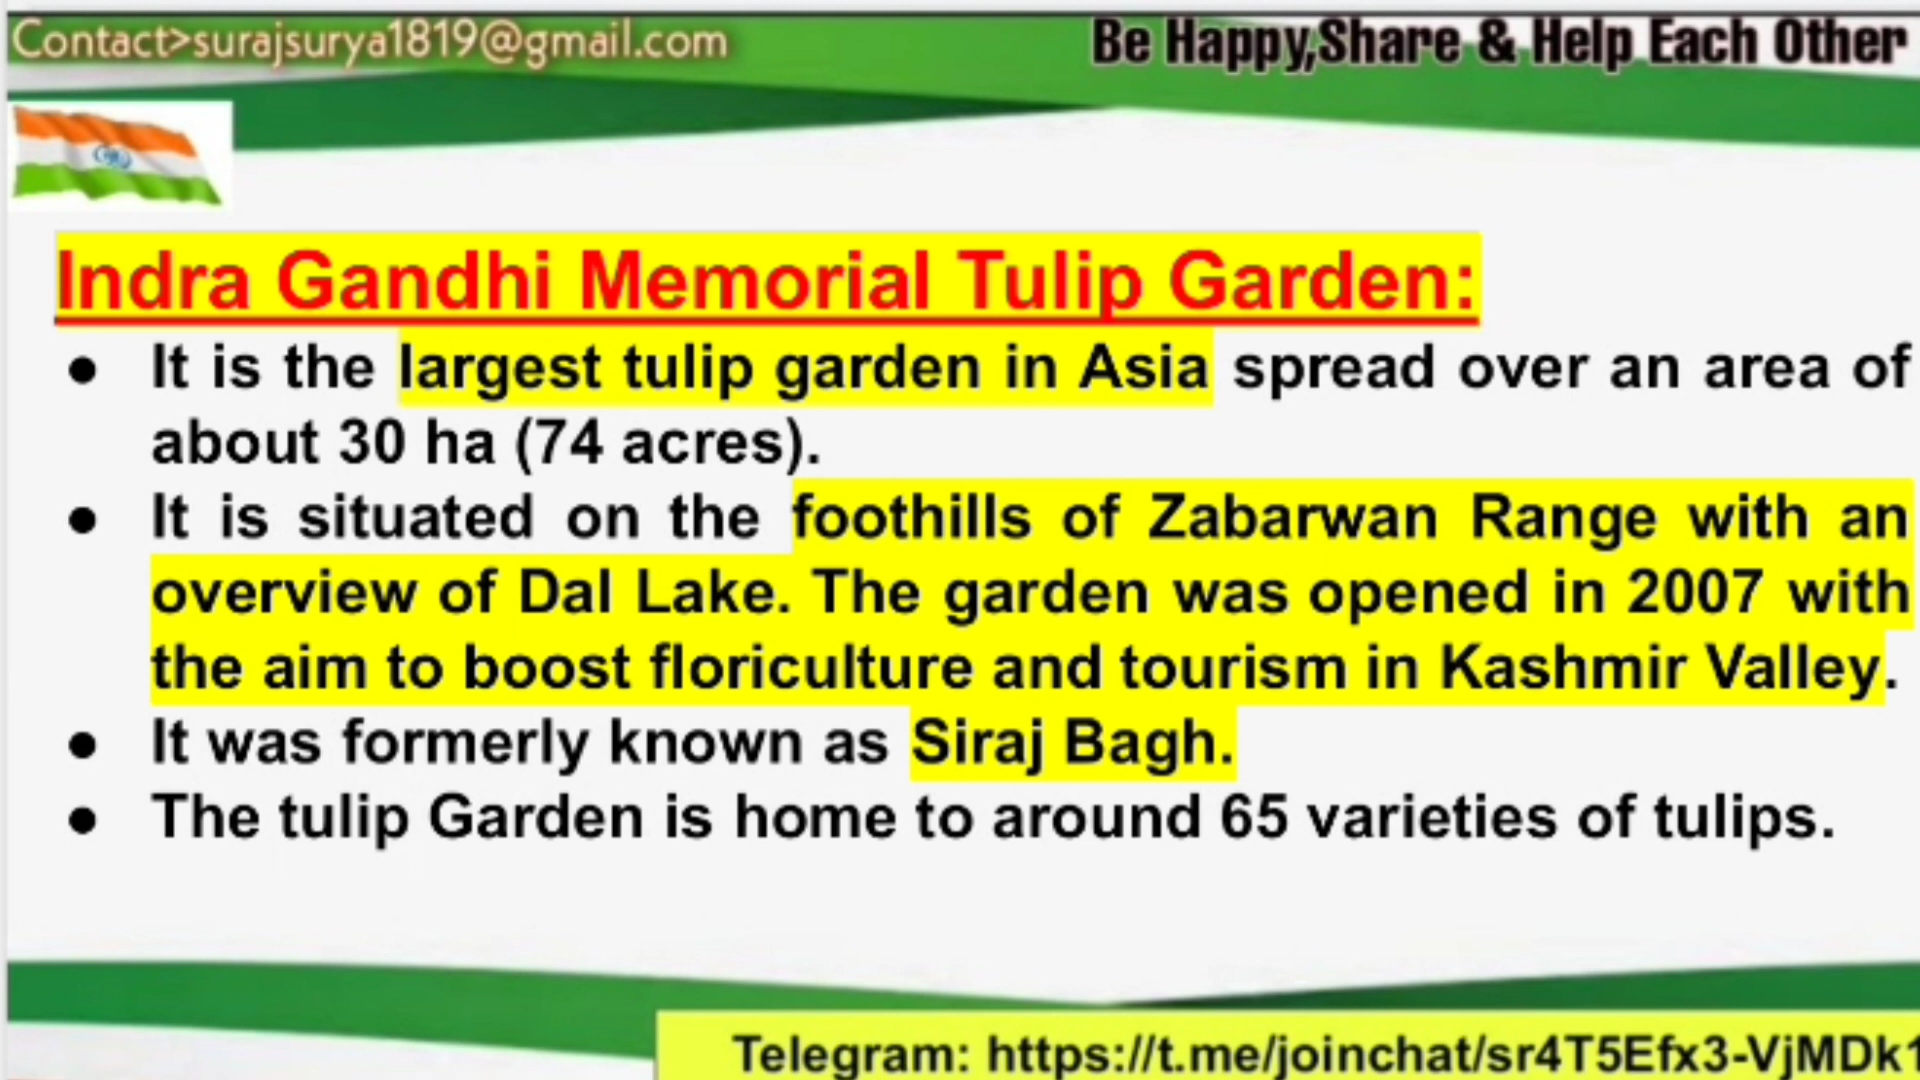 Contact>surajsurya1819@gmail.com
Be Happy,Share & Help Each Other
Indra Gandhi Memorial Tulip Garden:
● It is the largest tulip garden in Asia spread over an area of
about 30 ha (74 acres).
● It is situated on the foothills of Zabarwan Range with an
overview of Dal Lake. The garden was opened in 2007 with
the aim to boost floriculture and tourism in Kashmir Valley.
● It was formerly known as Siraj Bagh.
● The tulip Garden is home to around 65 varieties of tulips.
Telegram: https://t.me/joinchat/sr4T5Efx3-VjMDk1